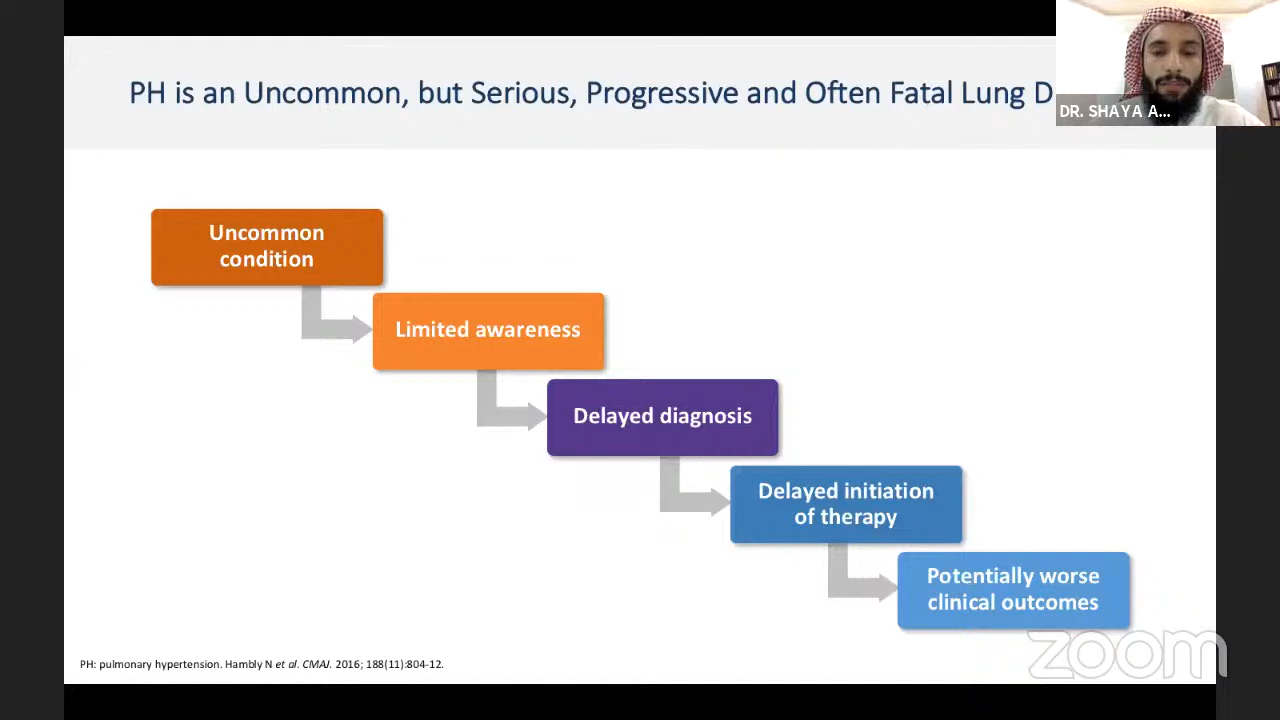 PH is an Uncommon, but Serious, Progressive and Often Fatal Lung D
DR. SHAYA A...
Uncommon
condition
Limited awareness
Delayed diagnosis
Delayed initiation
of therapy
Potentially worse
clinical outcomes
PH: pulmonary hypertension. Hambly N et al. CMAJ. 2016; 188(11):804-12.
zoom